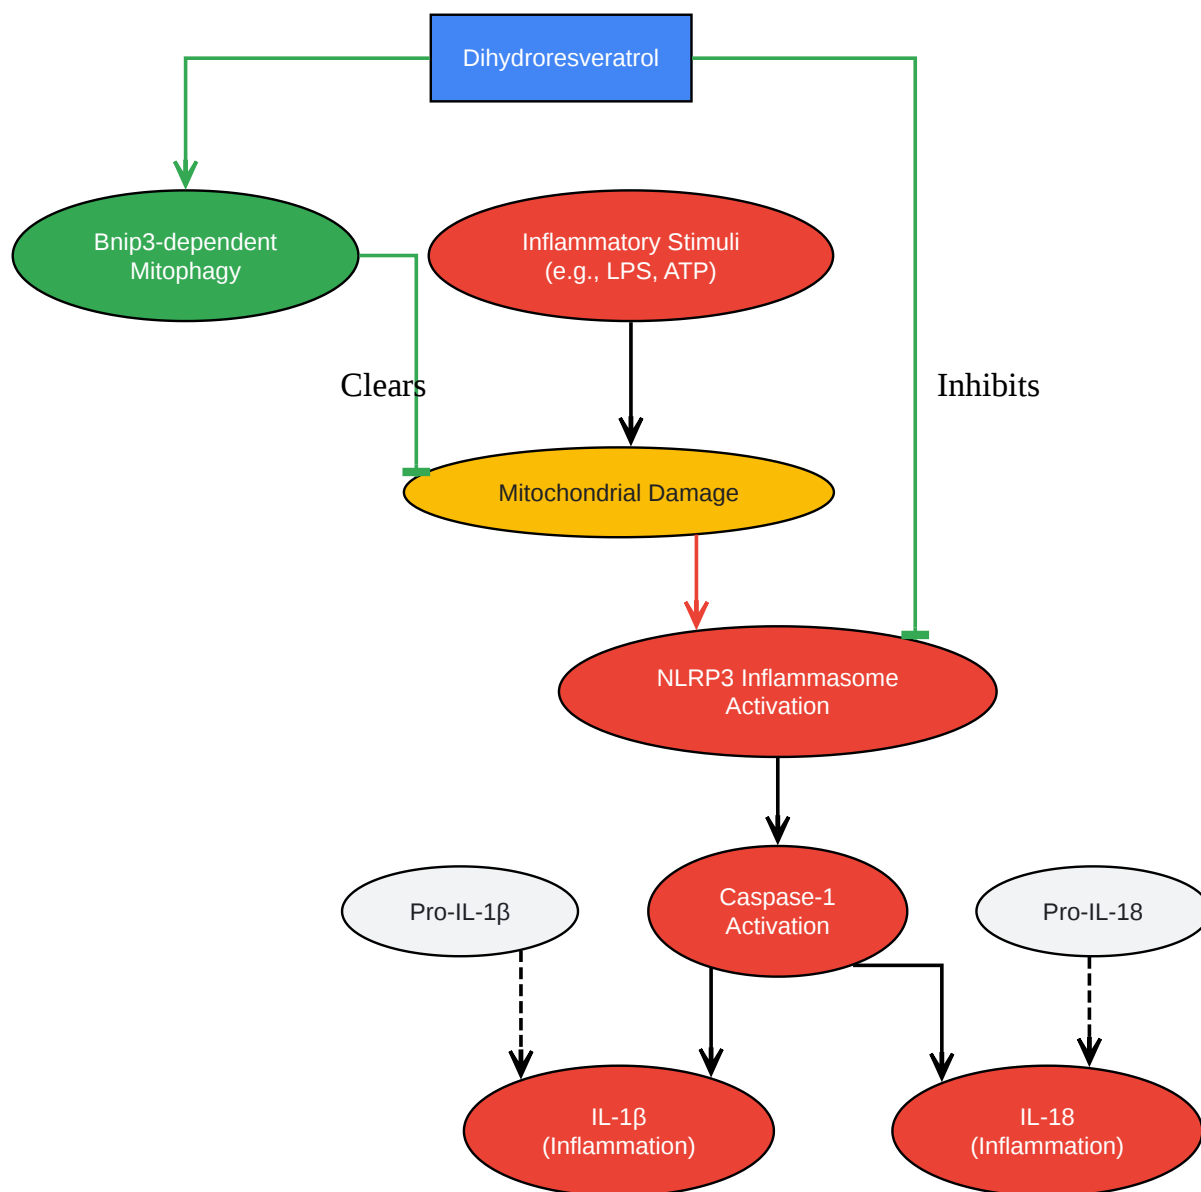 Dihydroresveratrol
Bnip3-dependent
Mitophagy
Inflammatory Stimuli
(e.g., LPS, ATP)
Clears
Inhibits
Mitochondrial Damage
NLRP3 Inflammasome
Activation
Pro-IL-1β
Caspase-1
Activation
Pro-IL-18
IL-1β
(Inflammation)
IL-18
(Inflammation)